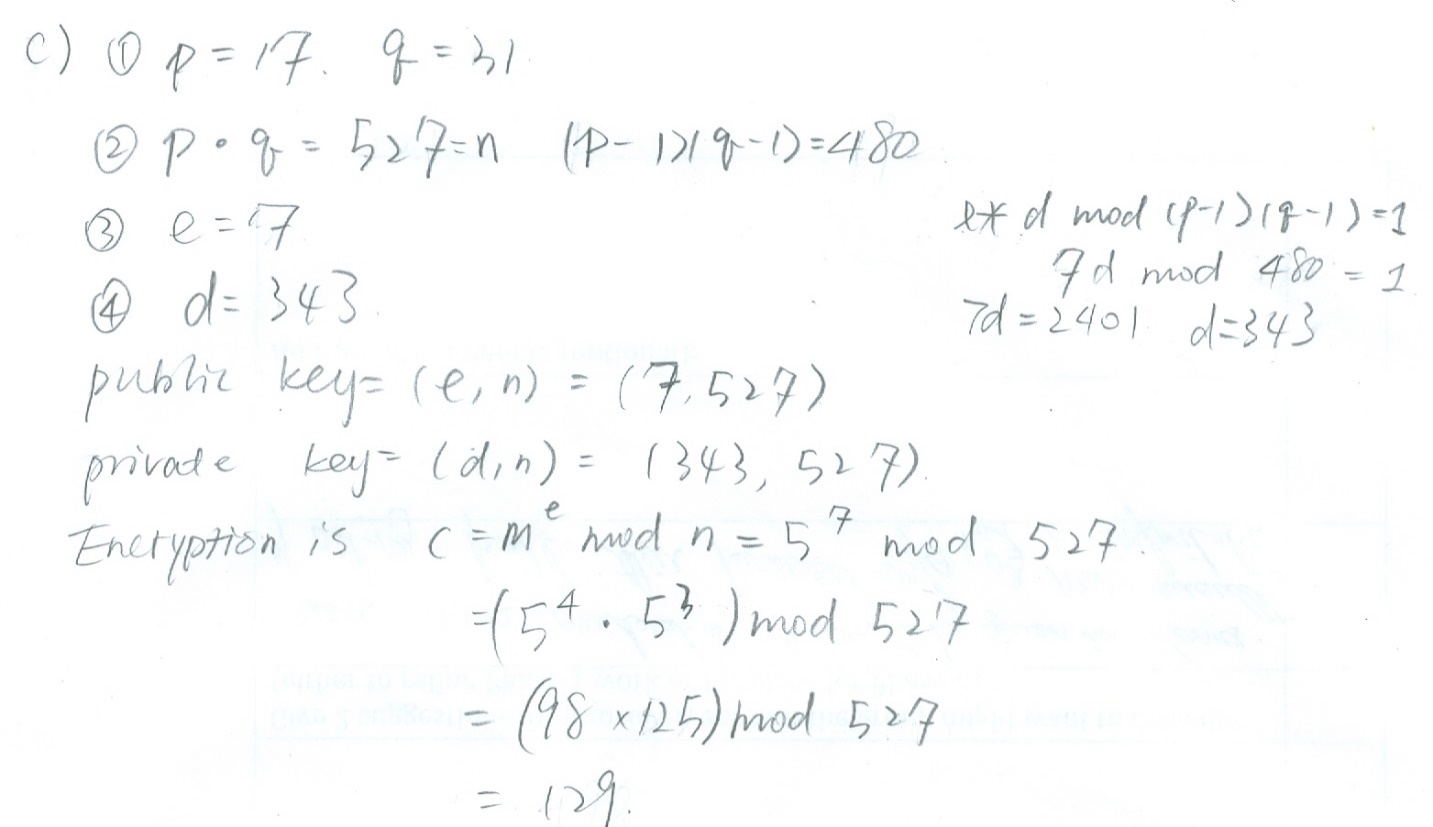 c) ① p = 17. q = 31
② p · q = 527 = n (p-1)(q-1) = 480
③ e = 7
e * d mod (p-1)(q-1) = 1
7d mod 480 = 1
④ d = 343.
7d = 2401 d = 343
public key = (e, n) = (7, 527)
private key = (d, n) = (343, 527).
Encryption is c = m^e mod n = 5^7 mod 527.
= (5^4 · 5^3) mod 527
= (98 × 125) mod 527
= 129.